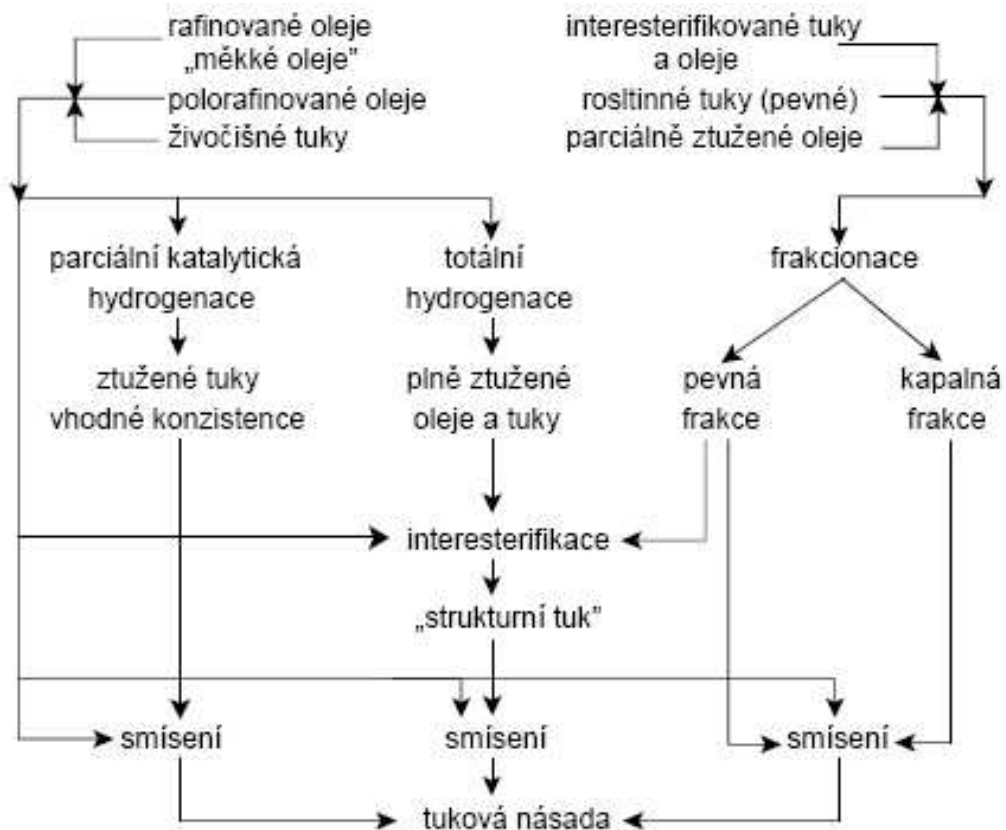 rafinované oleje
„měkké oleje”
polorafinované oleje
živočišné tuky
interesterifikované tuky
a oleje
rosltinné tuky (pevné)
parciálně ztužené oleje
parciální katalytická
hydrogenace
totální
hydrogenace
frakcionace
ztužené tuky
vhodné konzistence
plně ztužené
oleje a tuky
pevná
frakce
kapalná
frakce
interesterifikace
„strukturní tuk”
smísení
smísení
smísení
tuková násada